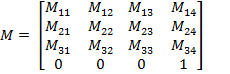 M = [ M₁₁ M₁₂ M₁₃ M₁₄
M₂₁ M₂₂ M₂₃ M₂₄
M₃₁ M₃₂ M₃₃ M₃₄
0 0 0 1 ]